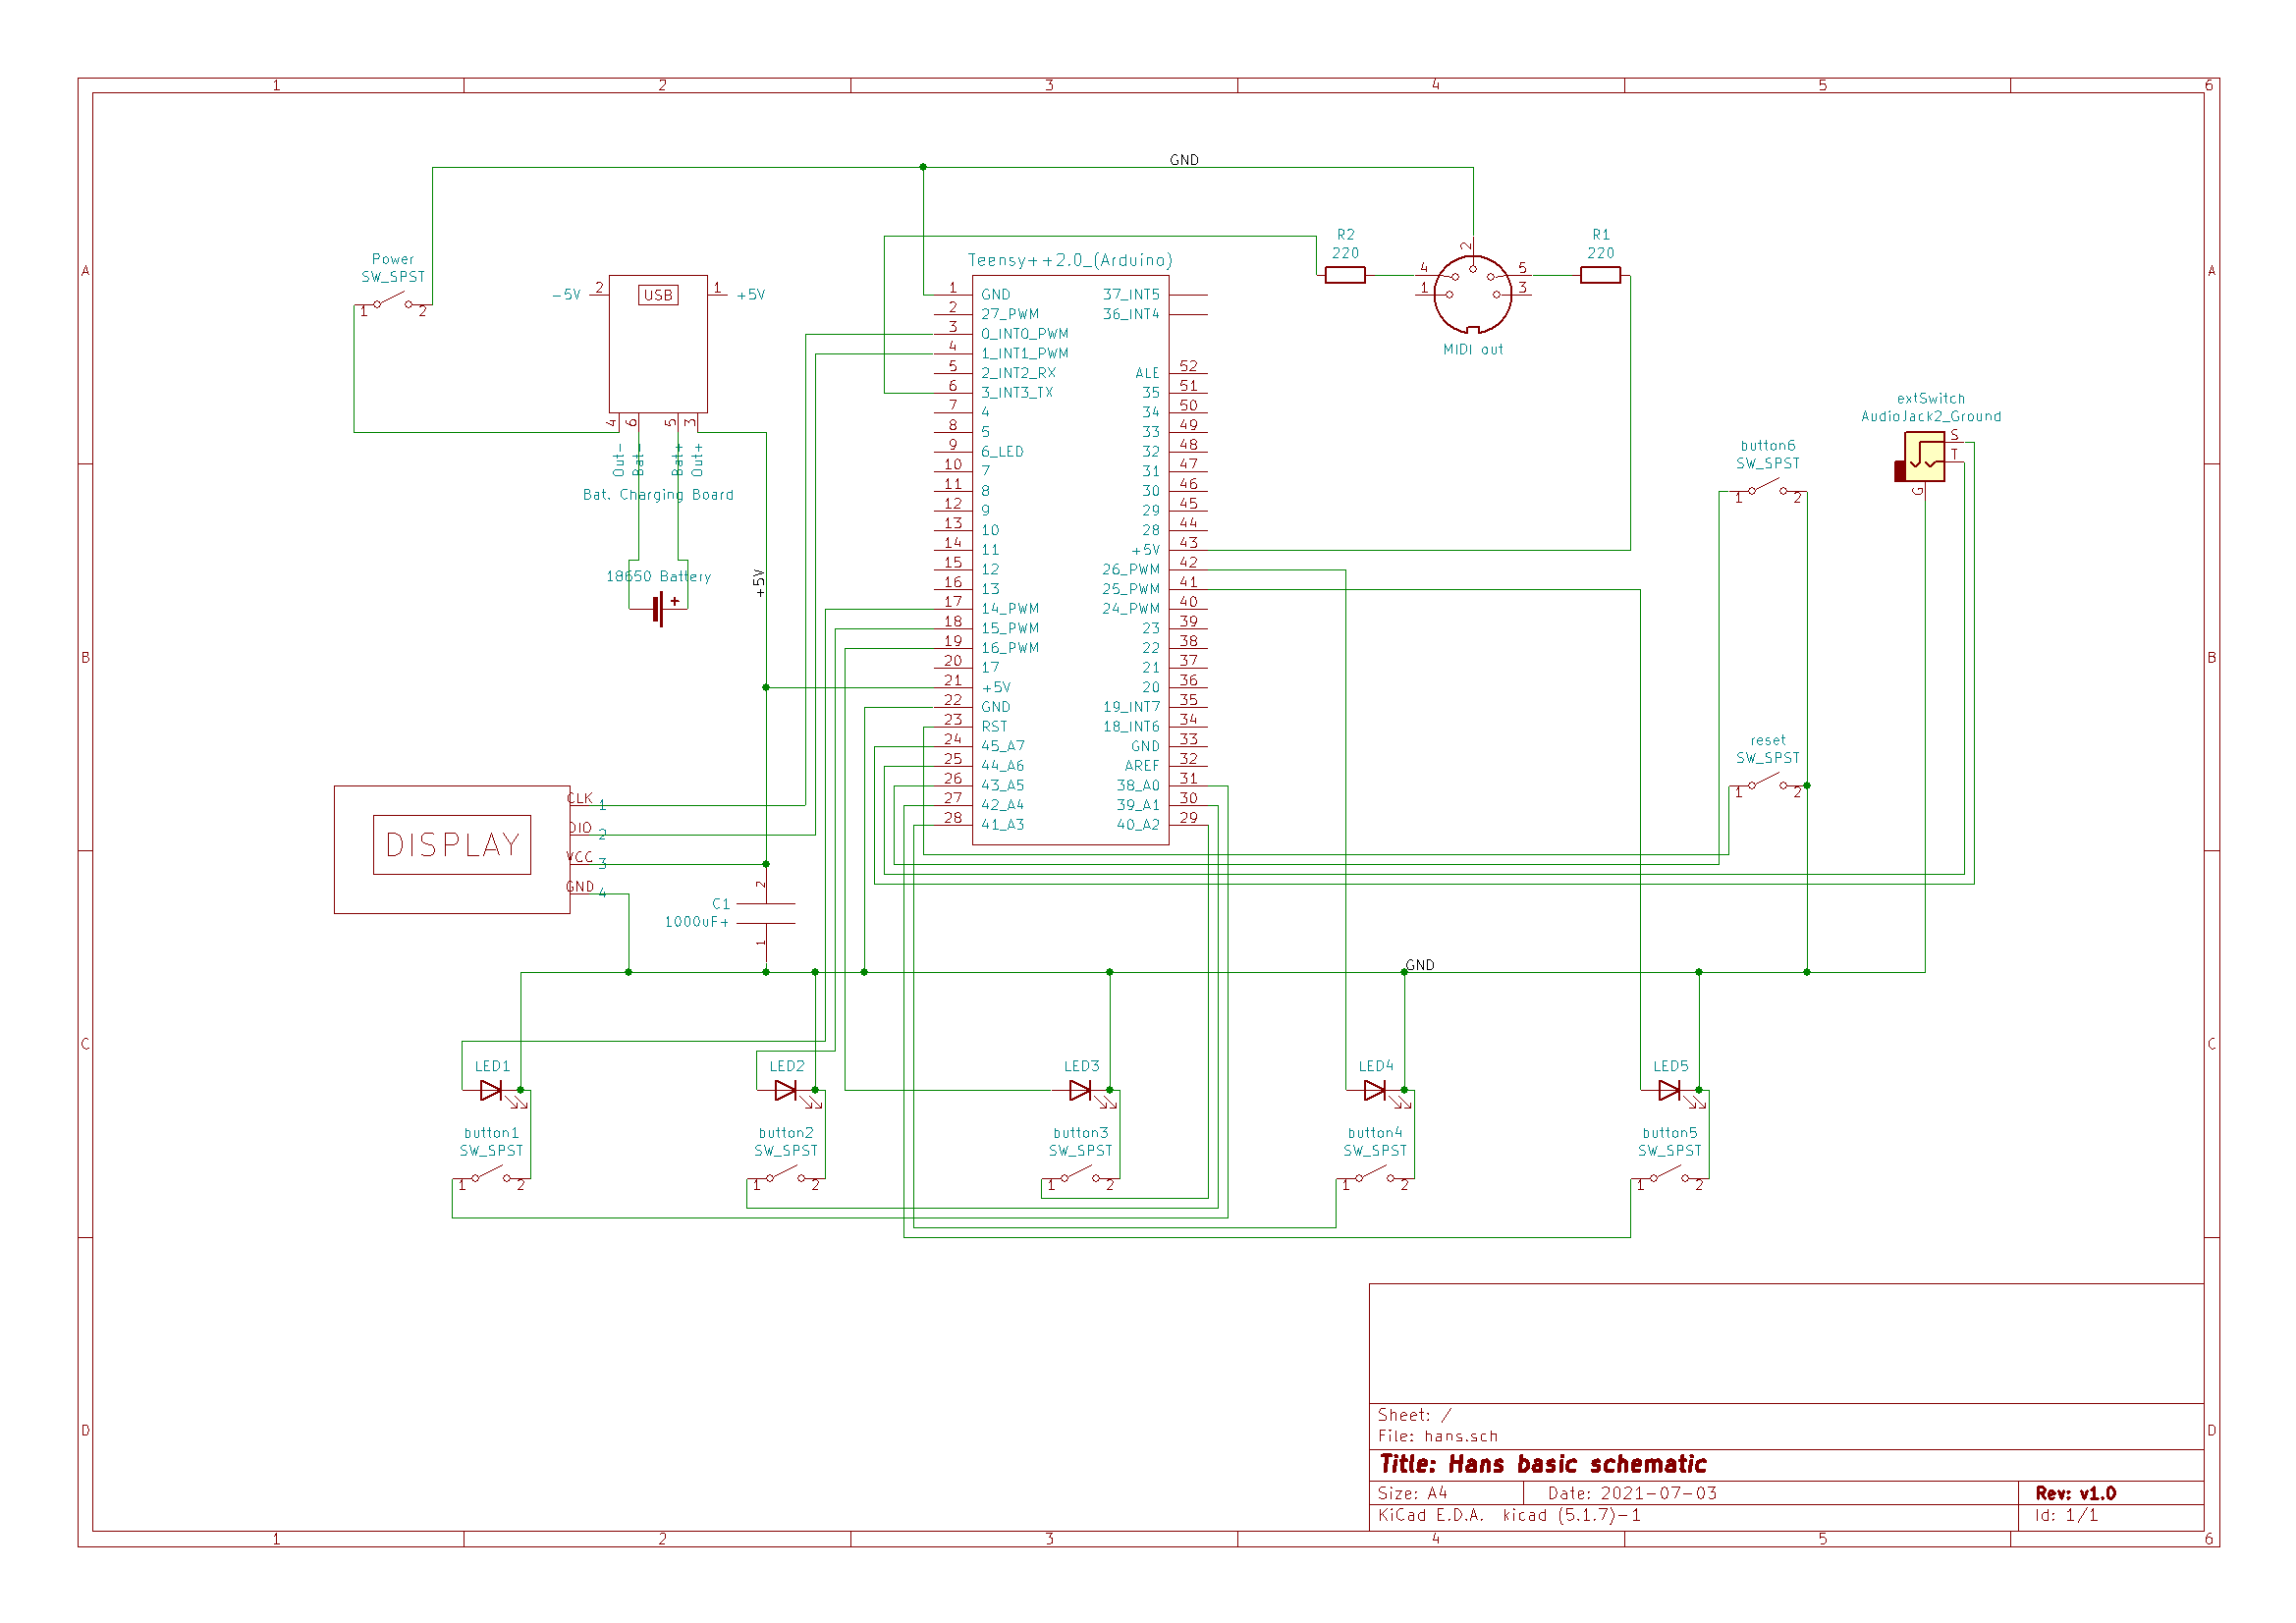 1 2 3 4 5 6
A
B
C
D
A
B
C
D
1 2 3 4 5 6
GND
Power
SW_SPST
1 2
-5V 2
USB
1 +5V
4 6 5 3
Out-
Bat-
Bat+
Out+
Bat. Charging Board
18650 Battery
+
+5V
Teensy++2.0_(Arduino)
1 GND
2 27_PWM
3 0_INT0_PWM
4 1_INT1_PWM
5 2_INT2_RX
6 3_INT3_TX
7 4
8 5
9 6_LED
10 7
11 8
12 9
13 10
14 11
15 12
16 13
17 14_PWM
18 15_PWM
19 16_PWM
20 17
21 +5V
22 GND
23 RST
24 45_A7
25 44_A6
26 43_A5
27 42_A4
28 41_A3
37_INT5
36_INT4
ALE 52
35 51
34 50
33 49
32 48
31 47
30 46
29 45
28 44
+5V 43
26_PWM 42
25_PWM 41
24_PWM 40
23 39
22 38
21 37
20 36
19_INT7 35
18_INT6 34
GND 33
AREF 32
38_A0 31
39_A1 30
40_A2 29
R2
220
R1
220
2
4 5
1 3
MIDI out
extSwitch
AudioJack2_Ground
S
T
G
button6
SW_SPST
1 2
reset
SW_SPST
1 2
DISPLAY
CLK 1
DIO 2
VCC 3
GND 4
2
C1
1000uF+
1
GND
LED1
LED2
LED3
LED4
LED5
button1
SW_SPST
1 2
button2
SW_SPST
1 2
button3
SW_SPST
1 2
button4
SW_SPST
1 2
button5
SW_SPST
1 2
Sheet: /
File: hans.sch
Title: Hans basic schematic
Size: A4 Date: 2021-07-03 Rev: v1.0
KiCad E.D.A. kicad (5.1.7)-1 Id: 1/1